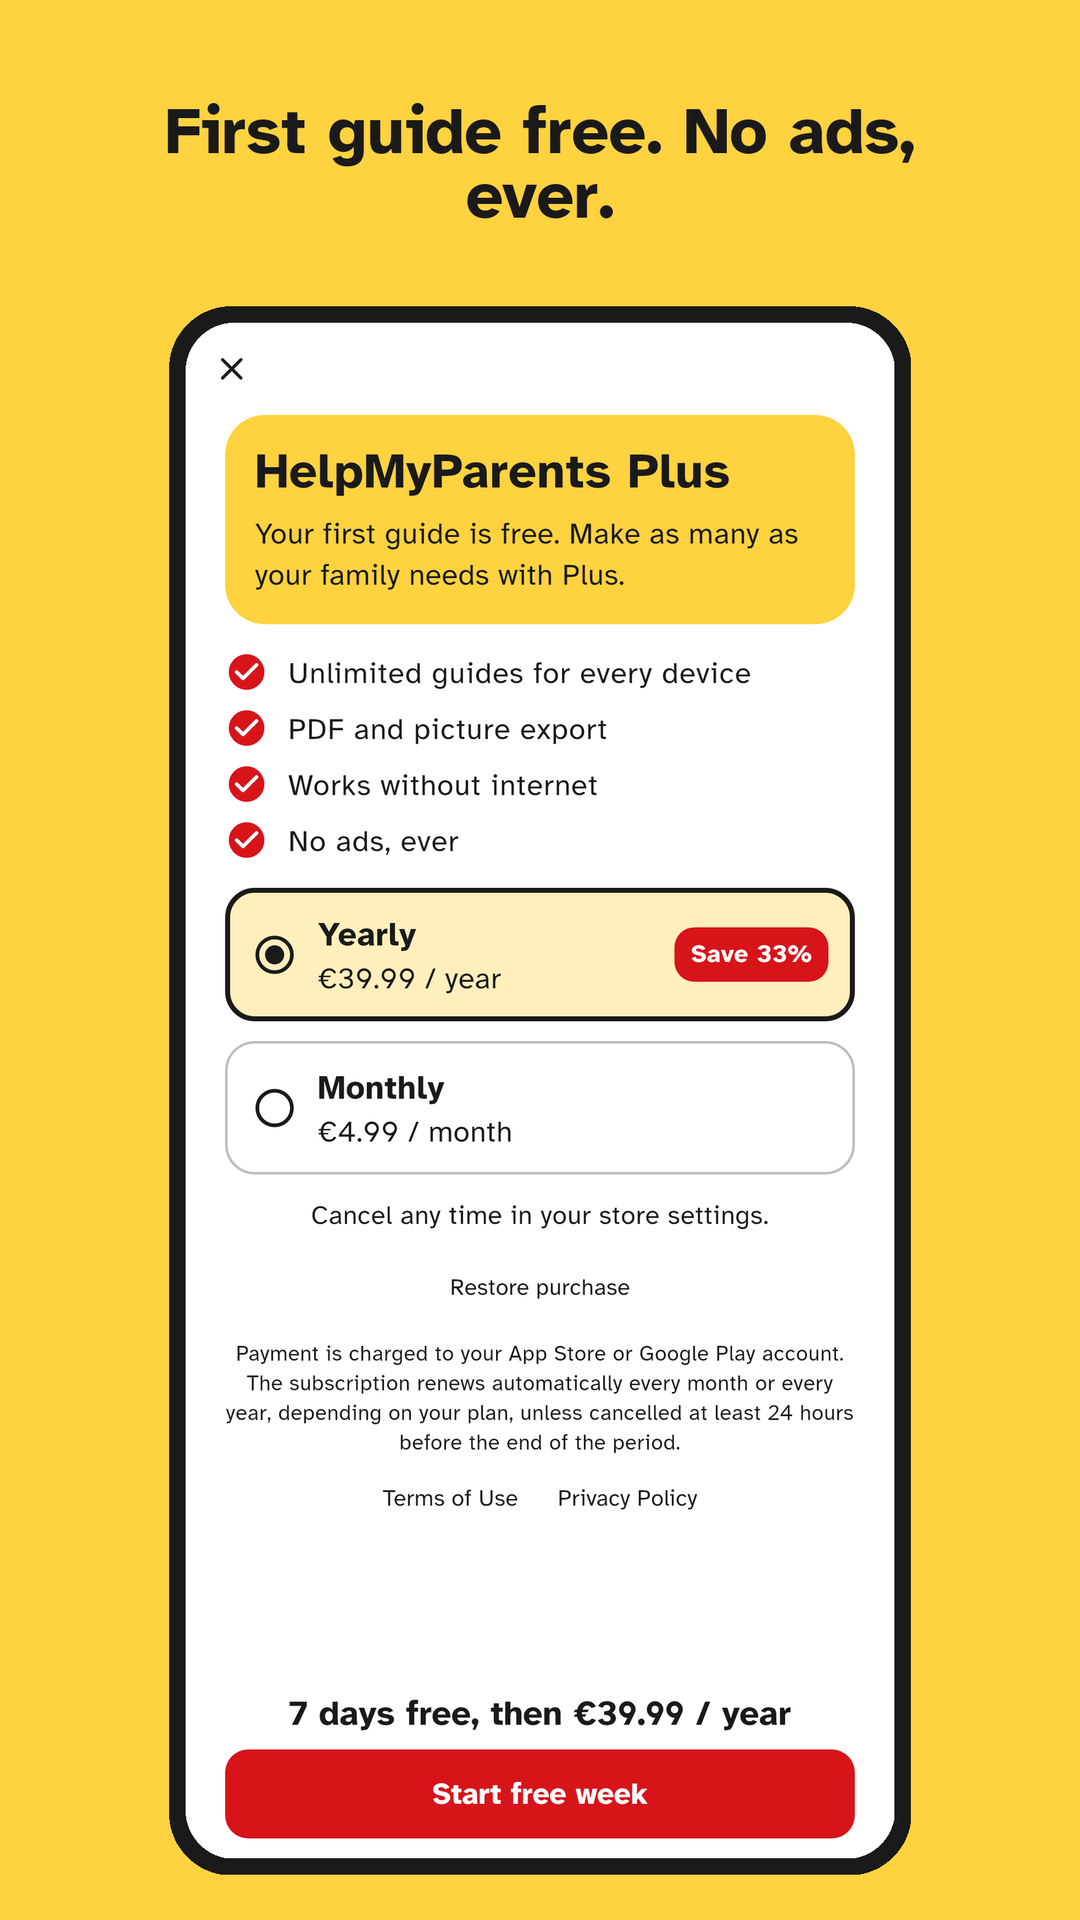 First guide free. No ads,
ever.
HelpMyParents Plus
Your first guide is free. Make as many as
your family needs with Plus.
Unlimited guides for every device
PDF and picture export
Works without internet
No ads, ever
Yearly
€39.99 / year
Save 33%
Monthly
€4.99 / month
Cancel any time in your store settings.
Restore purchase
Payment is charged to your App Store or Google Play account.
The subscription renews automatically every month or every
year, depending on your plan, unless cancelled at least 24 hours
before the end of the period.
Terms of Use Privacy Policy
7 days free, then €39.99 / year
Start free week